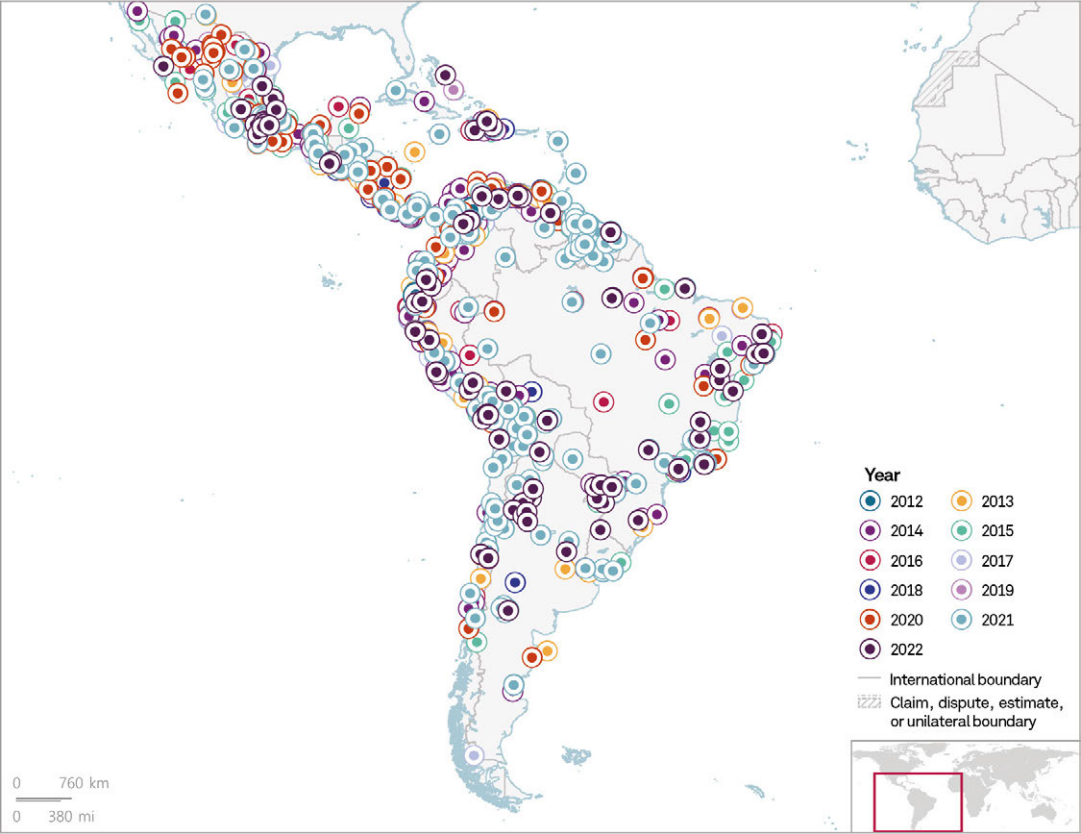 Year
2012 2013
2014 2015
2016 2017
2018 2019
2020 2021
2022
International boundary
Claim, dispute, estimate,
or unilateral boundary
0 760 km
0 380 mi